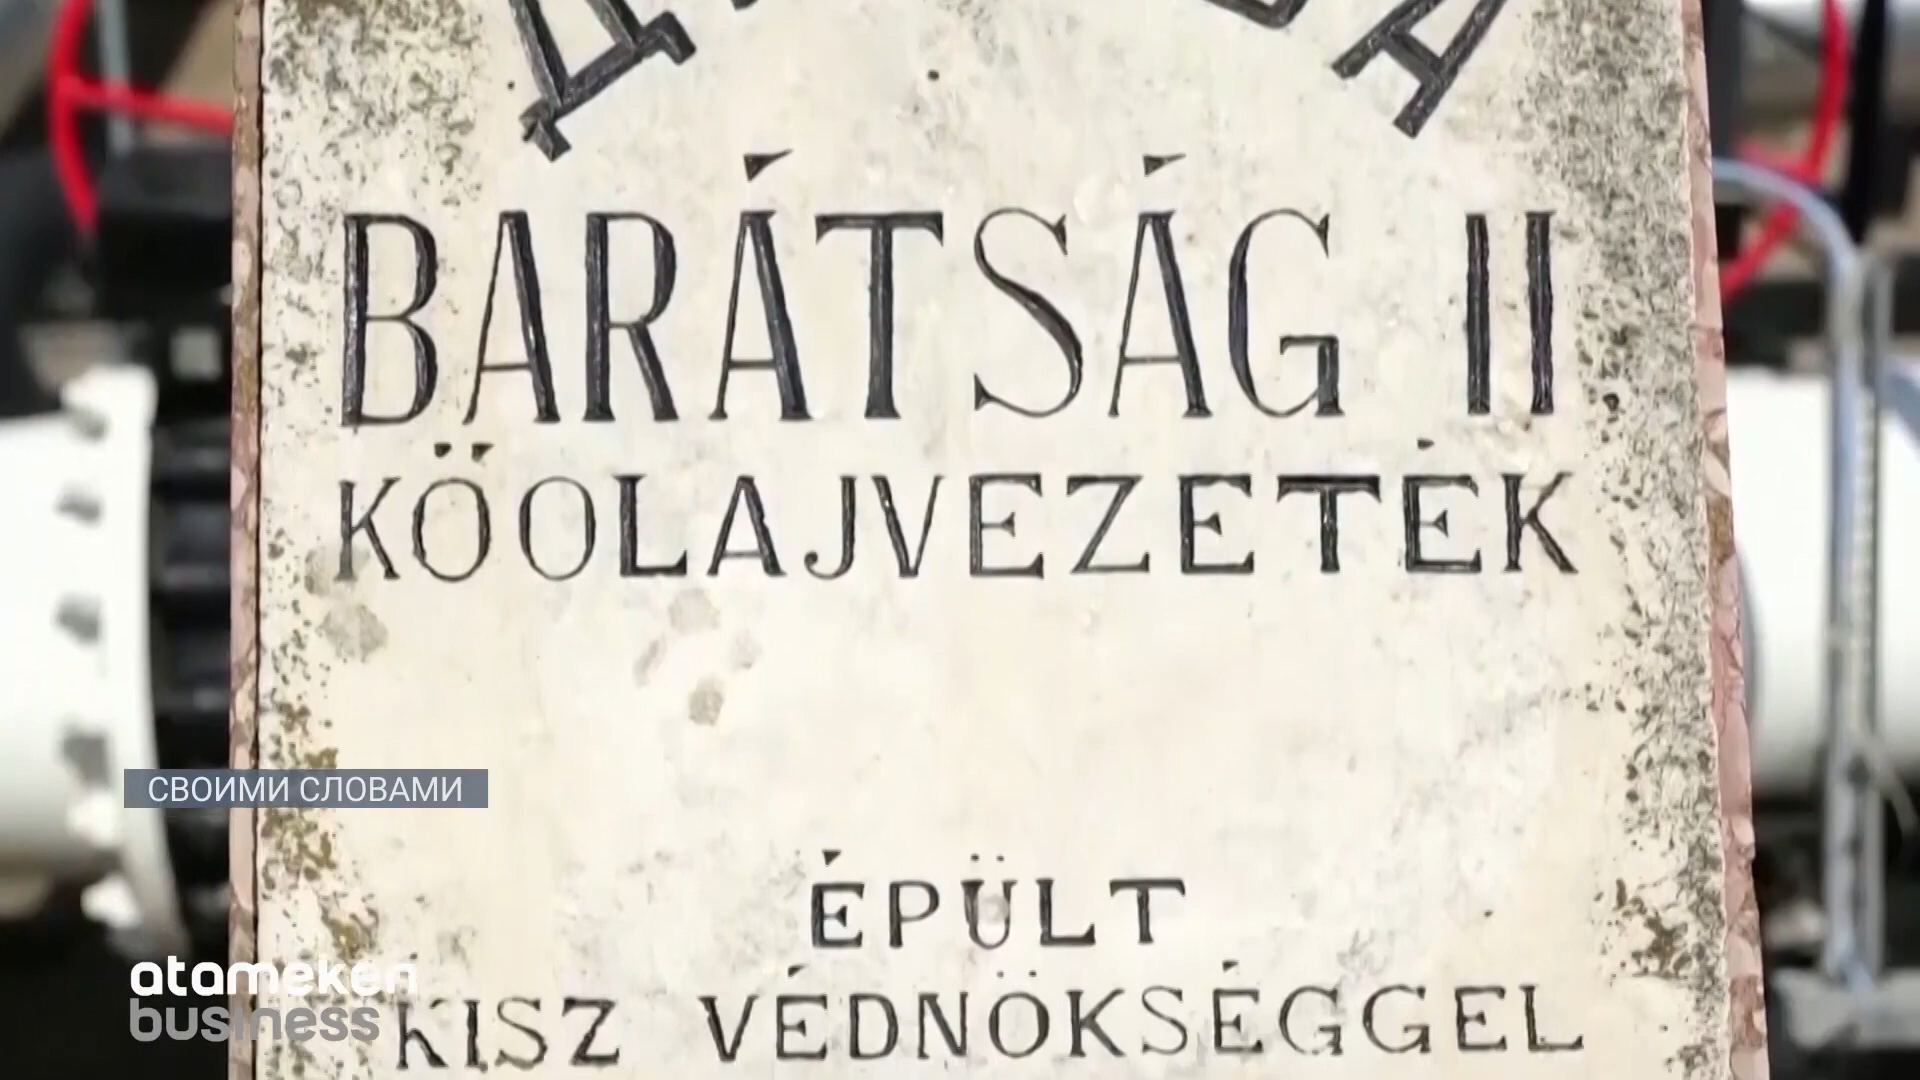 BARÁTSÁG II
KŐOLAJVEZETÉK
СВОИМИ СЛОВАМИ
ÉPÜLT
atameken
business
KISZ VÉDNÖKSÉGGEL